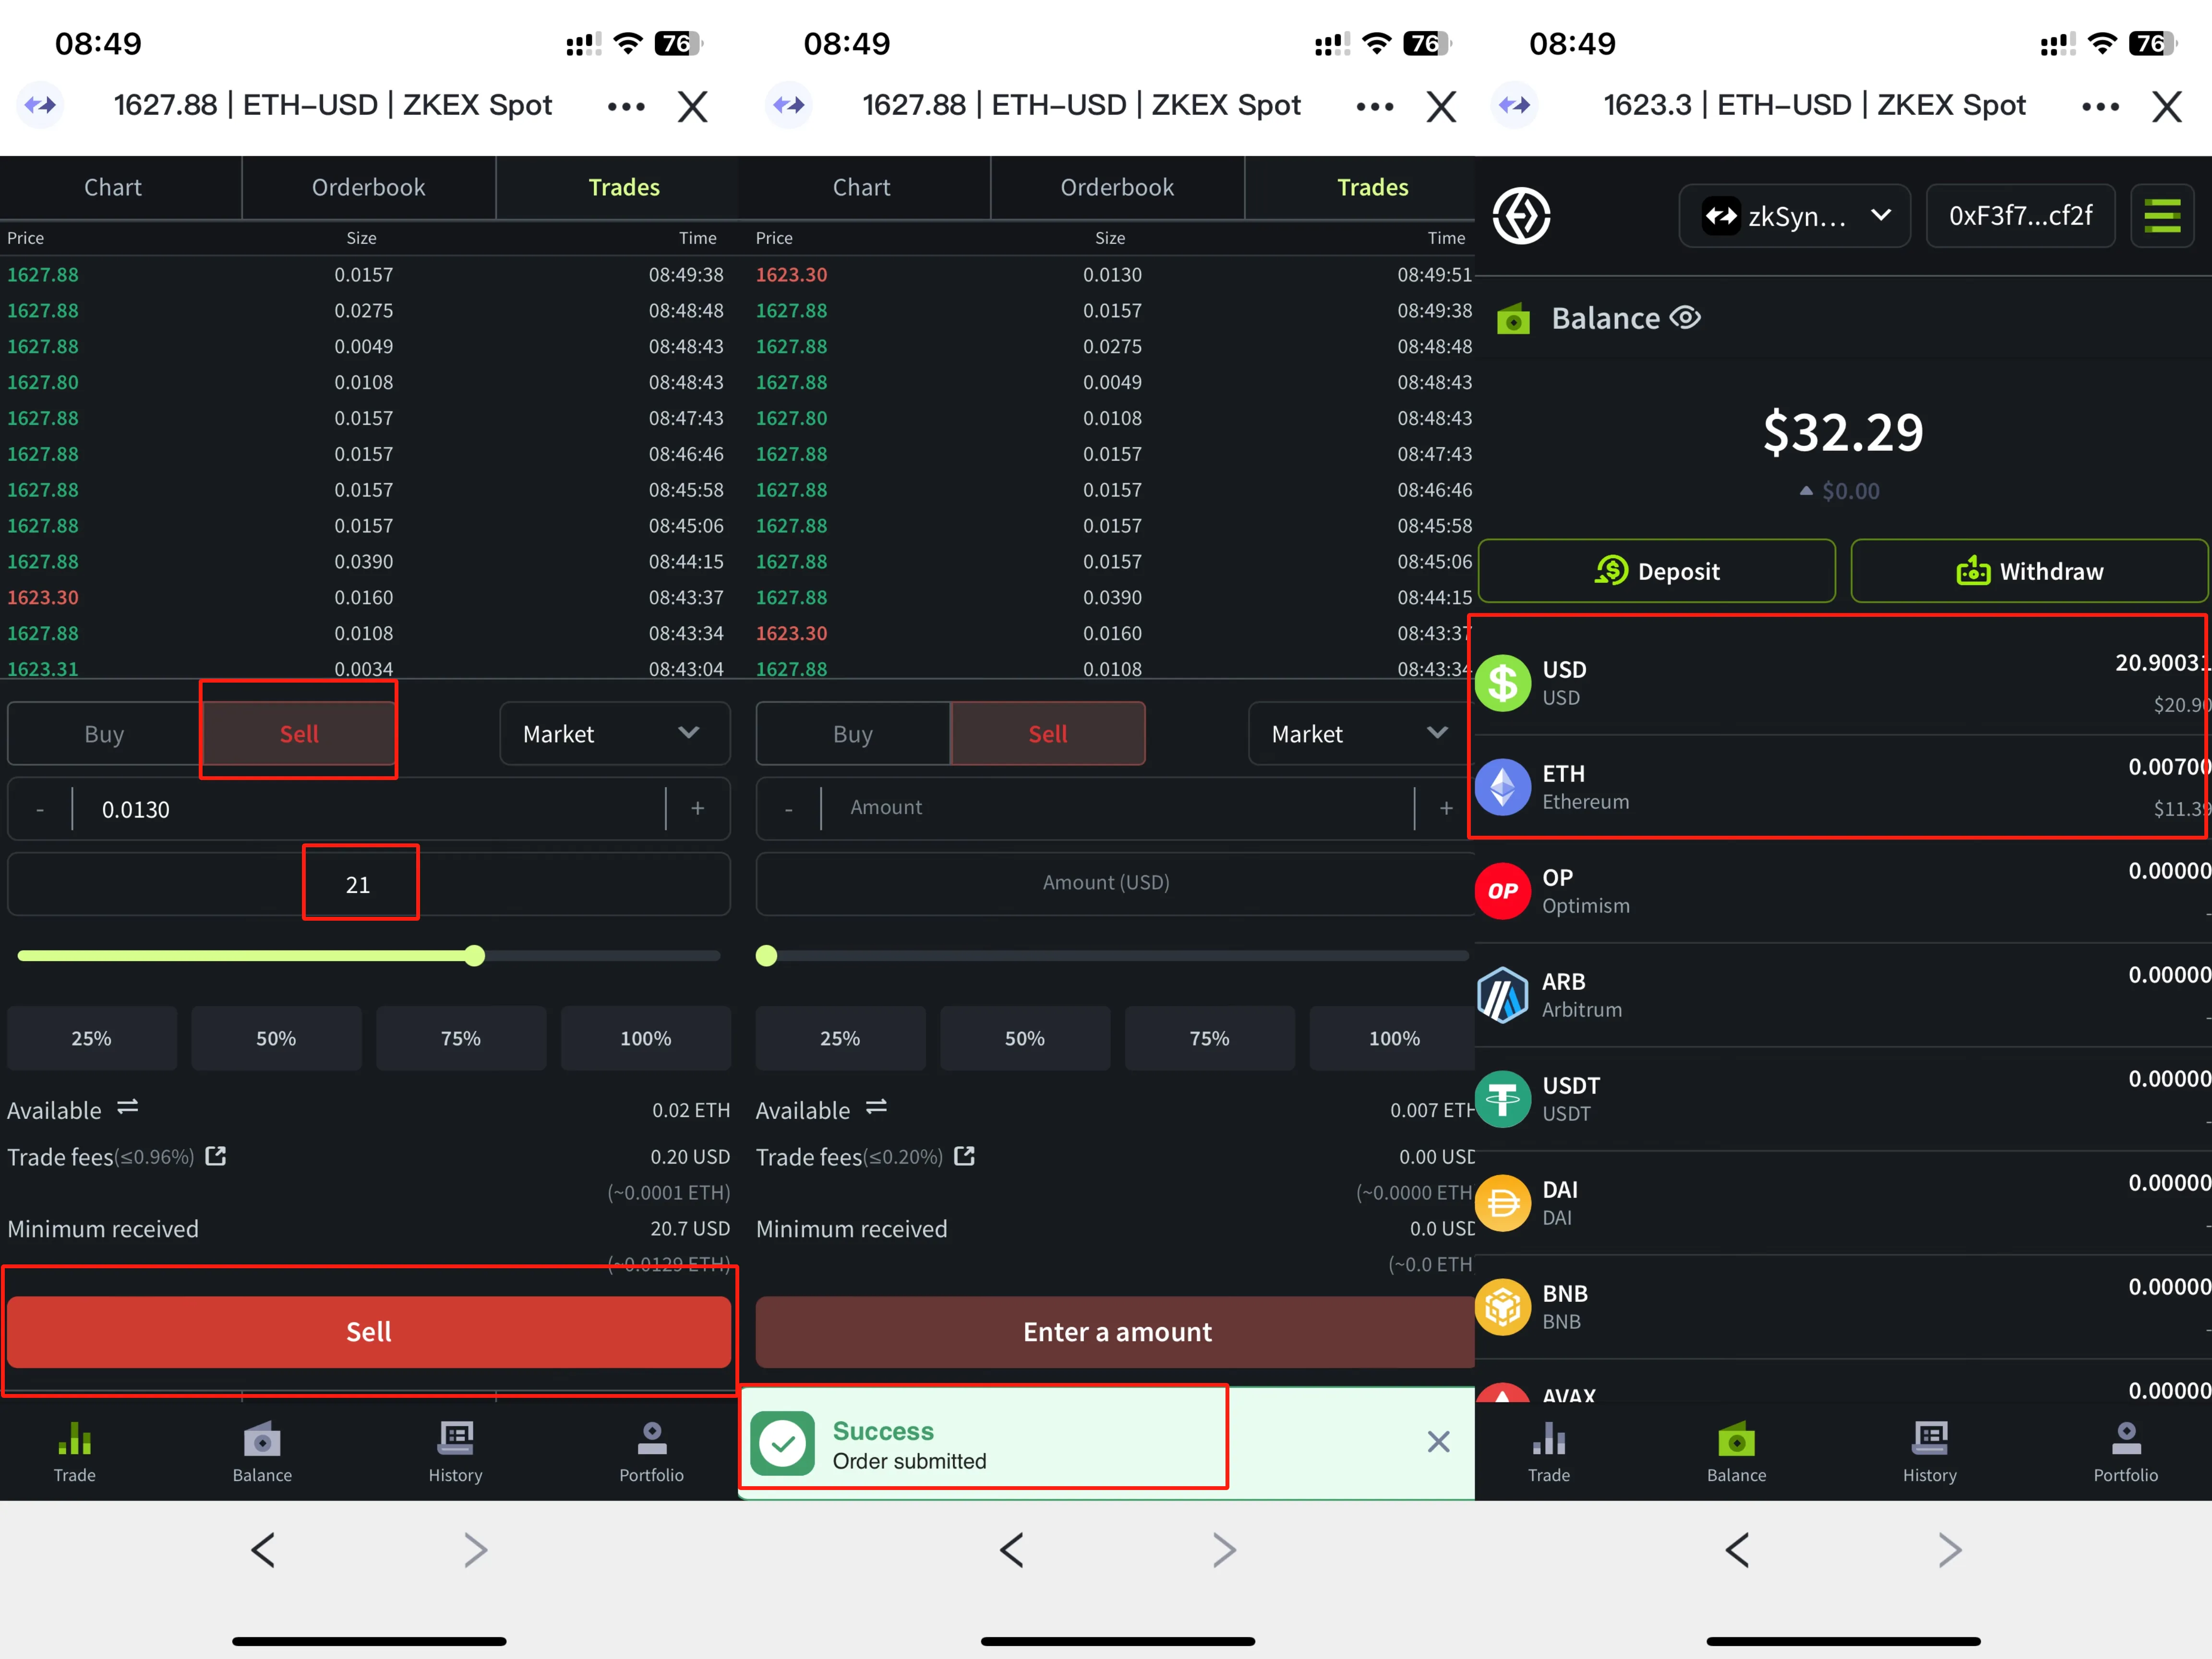 08:49
76
1627.88 | ETH-USD | ZKEX Spot
Chart Orderbook Trades
Price Size Time
1627.88 0.0157 08:49:38
1627.88 0.0275 08:48:48
1627.88 0.0049 08:48:43
1627.80 0.0108 08:48:43
1627.88 0.0157 08:47:43
1627.88 0.0157 08:46:46
1627.88 0.0157 08:45:58
1627.88 0.0157 08:45:06
1627.88 0.0390 08:44:15
1623.30 0.0160 08:43:37
1627.88 0.0108 08:43:34
1623.31 0.0034 08:43:04
Buy Sell Market
- 0.0130 +
21
25% 50% 75% 100%
Available 0.02 ETH
Trade fees(≤0.96%) 0.20 USD
(~0.0001 ETH)
Minimum received 20.7 USD
(~0.0129 ETH)
Sell
Trade Balance History Portfolio
08:49
76
1627.88 | ETH-USD | ZKEX Spot
Chart Orderbook Trades
Price Size Time
1623.30 0.0130 08:49:51
1627.88 0.0157 08:49:38
1627.88 0.0275 08:48:48
1627.88 0.0049 08:48:43
1627.80 0.0108 08:48:43
1627.88 0.0157 08:47:43
1627.88 0.0157 08:46:46
1627.88 0.0157 08:45:58
1627.88 0.0157 08:45:06
1627.88 0.0390 08:44:15
1623.30 0.0160 08:43:37
1627.88 0.0108 08:43:34
Buy Sell Market
- Amount +
Amount (USD)
25% 50% 75% 100%
Available 0.007 ETH
Trade fees(≤0.20%) 0.00 USD
(~0.0000 ETH
Minimum received 0.0 USD
(~0.0 ETH
Enter a amount
Success
Order submitted
08:49
76
1623.3 | ETH-USD | ZKEX Spot
zkSyn... 0xF3f7...cf2f
Balance
$32.29
$0.00
Deposit Withdraw
USD 20.90031
USD $20.90
ETH 0.00700
Ethereum $11.39
OP
OP 0.00000
Optimism -
ARB 0.00000
Arbitrum -
USDT 0.00000
USDT -
DAI 0.00000
DAI -
BNB 0.00000
BNB -
AVAX 0.00000
Trade Balance History Portfolio